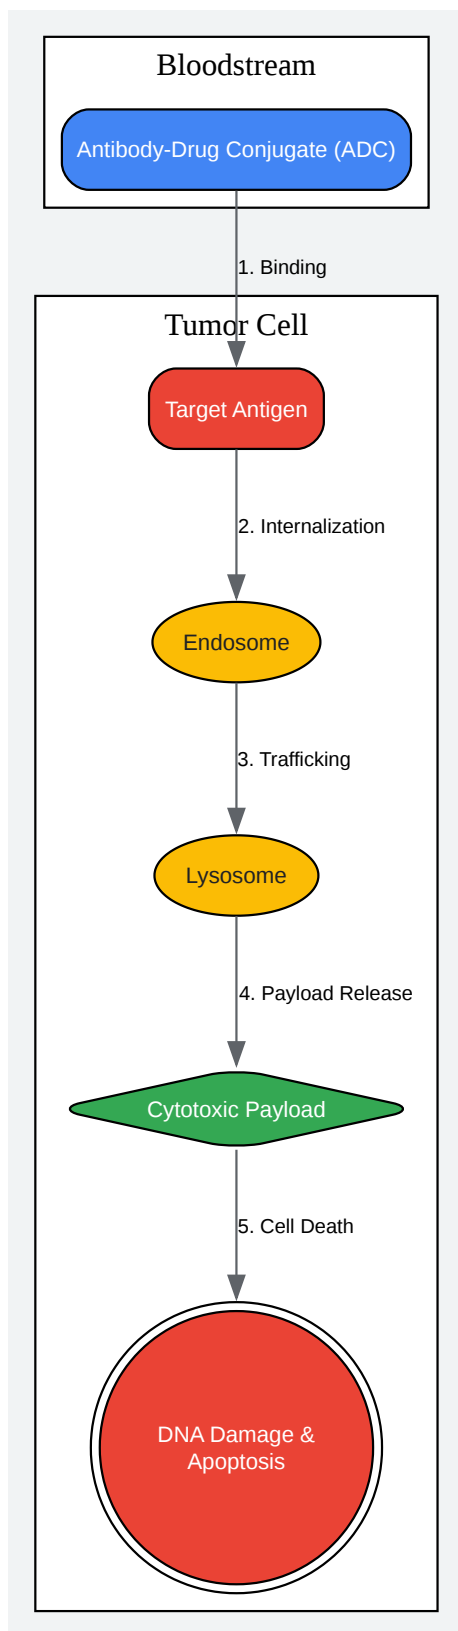 Bloodstream
Antibody-Drug Conjugate (ADC)
1. Binding
Tumor Cell
Target Antigen
2. Internalization
Endosome
3. Trafficking
Lysosome
4. Payload Release
Cytotoxic Payload
5. Cell Death
DNA Damage &
Apoptosis